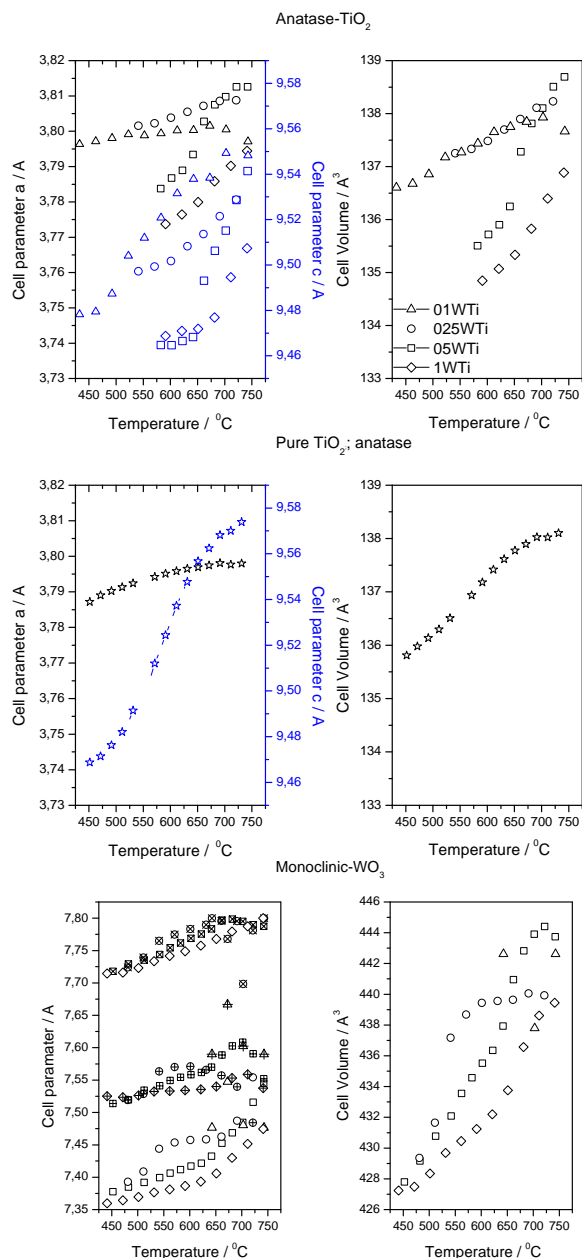 Anatase-TiO2
3,82
3,81
3,80
3,79
3,78
3,77
3,76
3,75
3,74
3,73
Cell parameter a / A
9,58
9,56
9,54
9,52
9,50
9,48
9,46
Cell parameter c / A
450 500 550 600 650 700 750
Temperature / 0C
139
138
137
136
135
134
133
Cell Volume / A3
01WTi
025WTi
05WTi
1WTi
450 500 550 600 650 700 750
Temperature / 0C
Pure TiO2; anatase
3,82
3,81
3,80
3,79
3,78
3,77
3,76
3,75
3,74
3,73
Cell parameter a / A
9,58
9,56
9,54
9,52
9,50
9,48
9,46
Cell parameter c / A
450 500 550 600 650 700 750
Temperature / 0C
139
138
137
136
135
134
133
Cell Volume / A3
450 500 550 600 650 700 750
Temperature / 0C
Monoclinic-WO3
7,80
7,75
7,70
7,65
7,60
7,55
7,50
7,45
7,40
7,35
Cell paramater / A
450 500 550 600 650 700 750
Temperature / 0C
446
444
442
440
438
436
434
432
430
428
426
Cell Volume / A3
450 500 550 600 650 700 750
Temperature / 0C